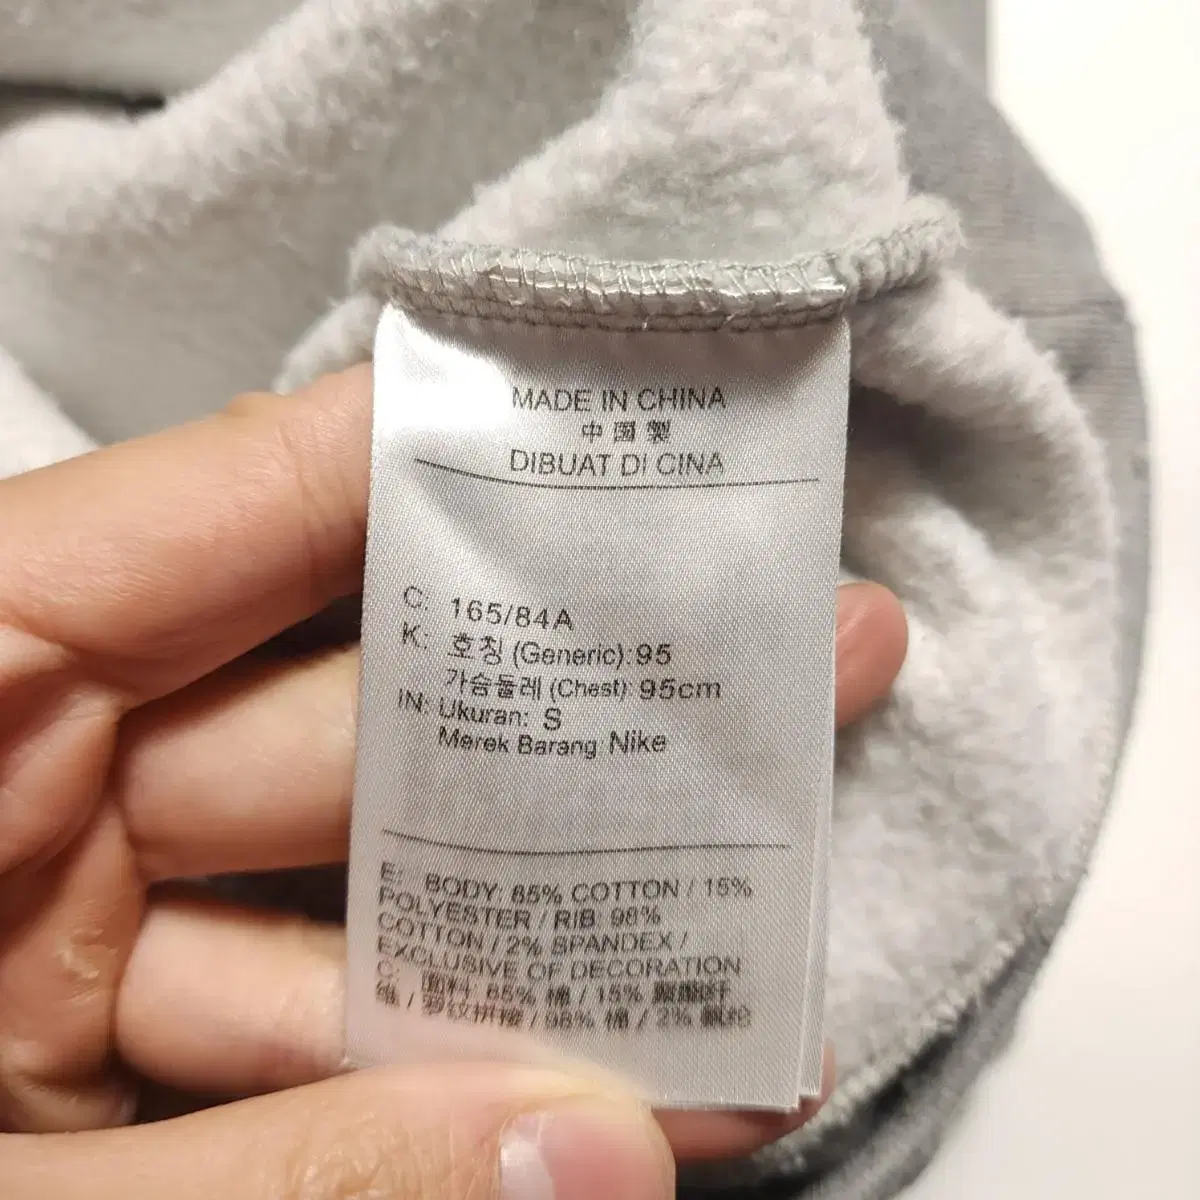 MADE IN CHINA
中国製
DIBUAT DI CINA
C: 165/84A
K: 호칭 (Generic): 95
가슴둘레 (Chest): 95cm
IN: Ukuran: S
Merek Barang Nike
E: BODY: 85% COTTON / 15%
POLYESTER / RIB: 98%
COTTON / 2% SPANDEX /
EXCLUSIVE OF DECORATION
C: 面料: 85% 棉 / 15% 聚酯纤
维 / 罗纹拼接 / 98% 棉 / 2% 氨纶